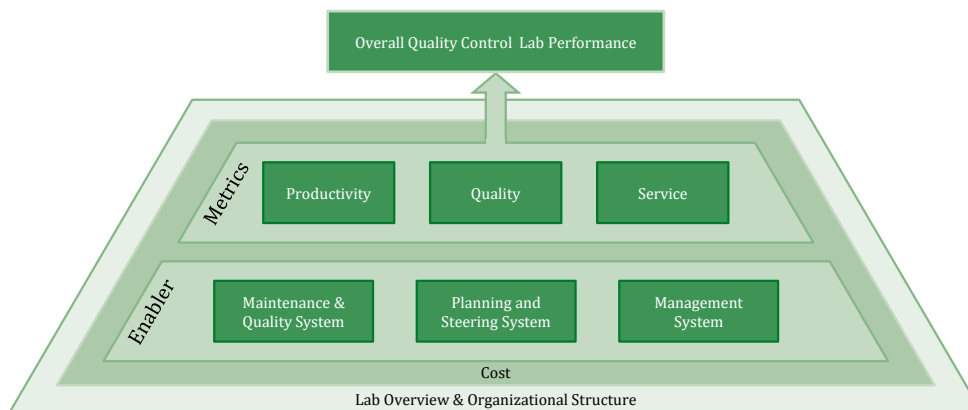 Overall Quality Control Lab Performance
Metrics
Productivity
Quality
Service
Enabler
Maintenance &
Quality System
Planning and
Steering System
Management
System
Cost
Lab Overview & Organizational Structure